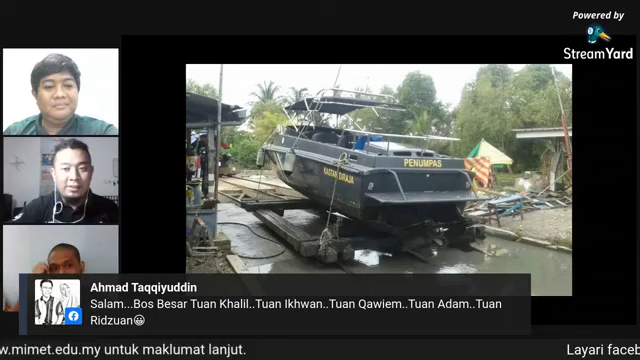 Powered by
StreamYard
PENUMPAS
KASTAM DIRAJA
Ahmad Taqqiyuddin
Salam...Bos Besar Tuan Khalil..Tuan Ikhwan..Tuan Qawiem..Tuan Adam..Tuan
Ridzuan😀
w.mimet.edu.my untuk maklumat lanjut.
Layari faceb